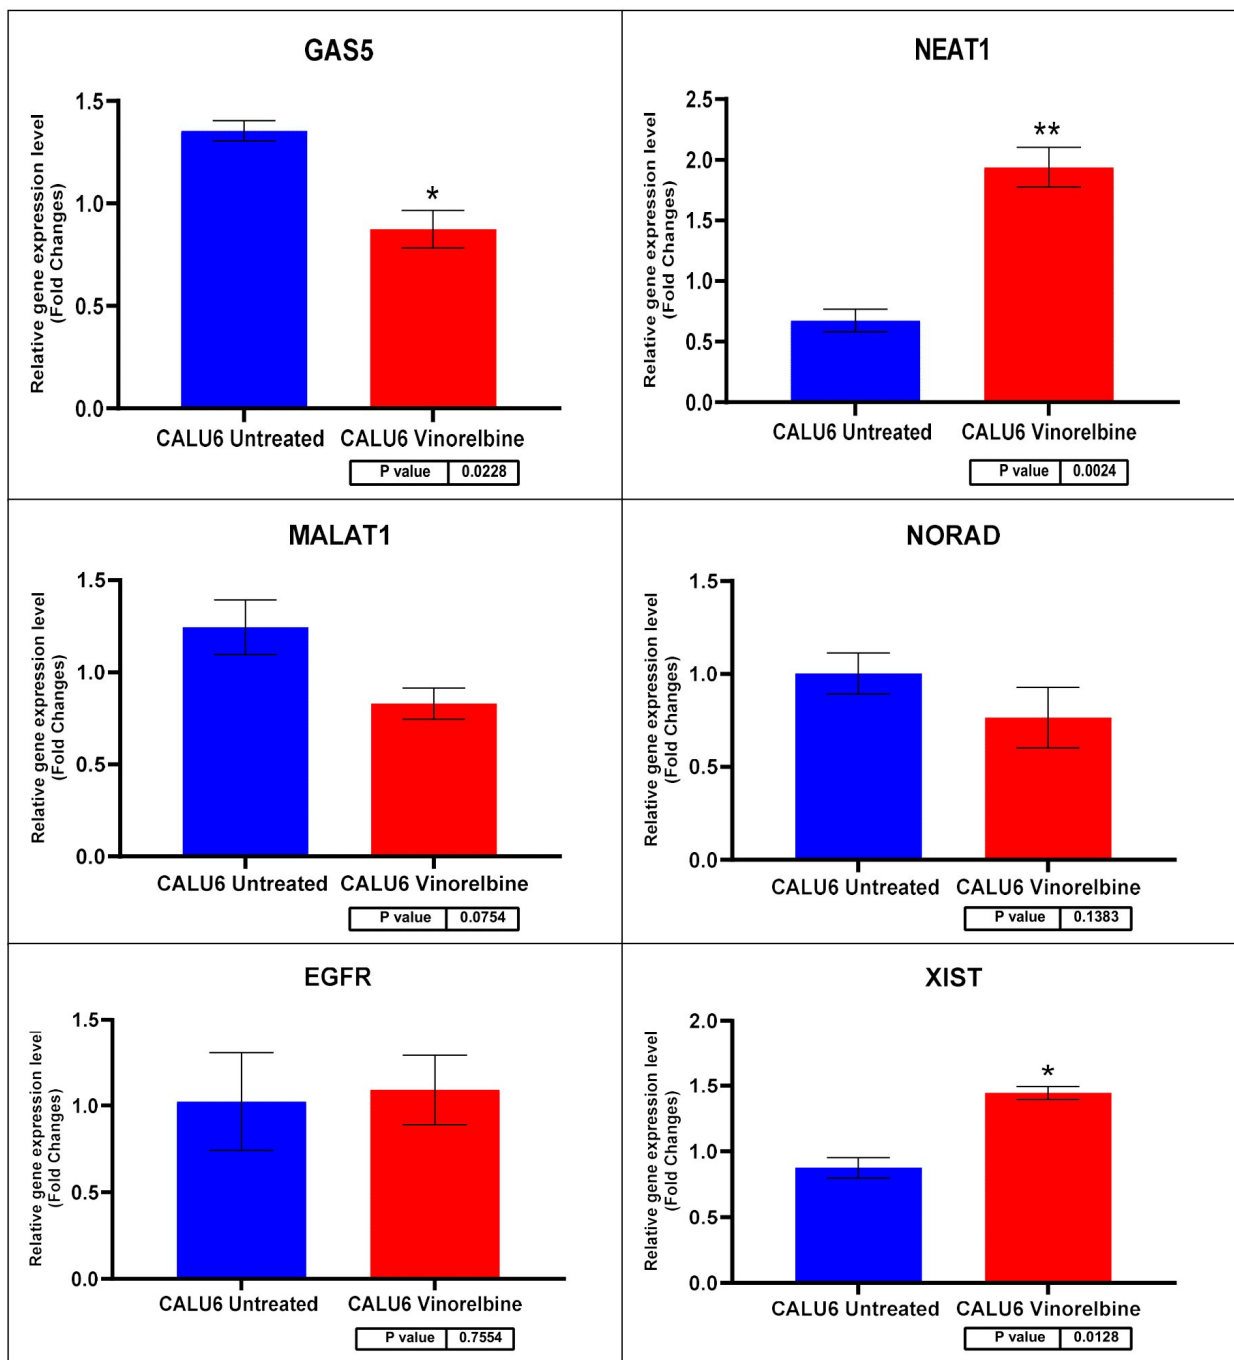 GAS5
Relative gene expression level
(Fold Changes)
1.5
1.0
0.5
0.0
*
CALU6 Untreated CALU6 Vinorelbine
P value 0.0228
NEAT1
Relative gene expression level
(Fold Changes)
2.5
2.0
1.5
1.0
0.5
0.0
**
CALU6 Untreated CALU6 Vinorelbine
P value 0.0024
MALAT1
Relative gene expression level
(Fold Changes)
1.5
1.0
0.5
0.0
CALU6 Untreated CALU6 Vinorelbine
P value 0.0754
NORAD
Relative gene expression level
(Fold Changes)
1.5
1.0
0.5
0.0
CALU6 Untreated CALU6 Vinorelbine
P value 0.1383
EGFR
Relative gene expression level
(Fold Changes)
1.5
1.0
0.5
0.0
CALU6 Untreated CALU6 Vinorelbine
P value 0.7554
XIST
Relative gene expression level
(Fold Changes)
2.0
1.5
1.0
0.5
0.0
*
CALU6 Untreated CALU6 Vinorelbine
P value 0.0128